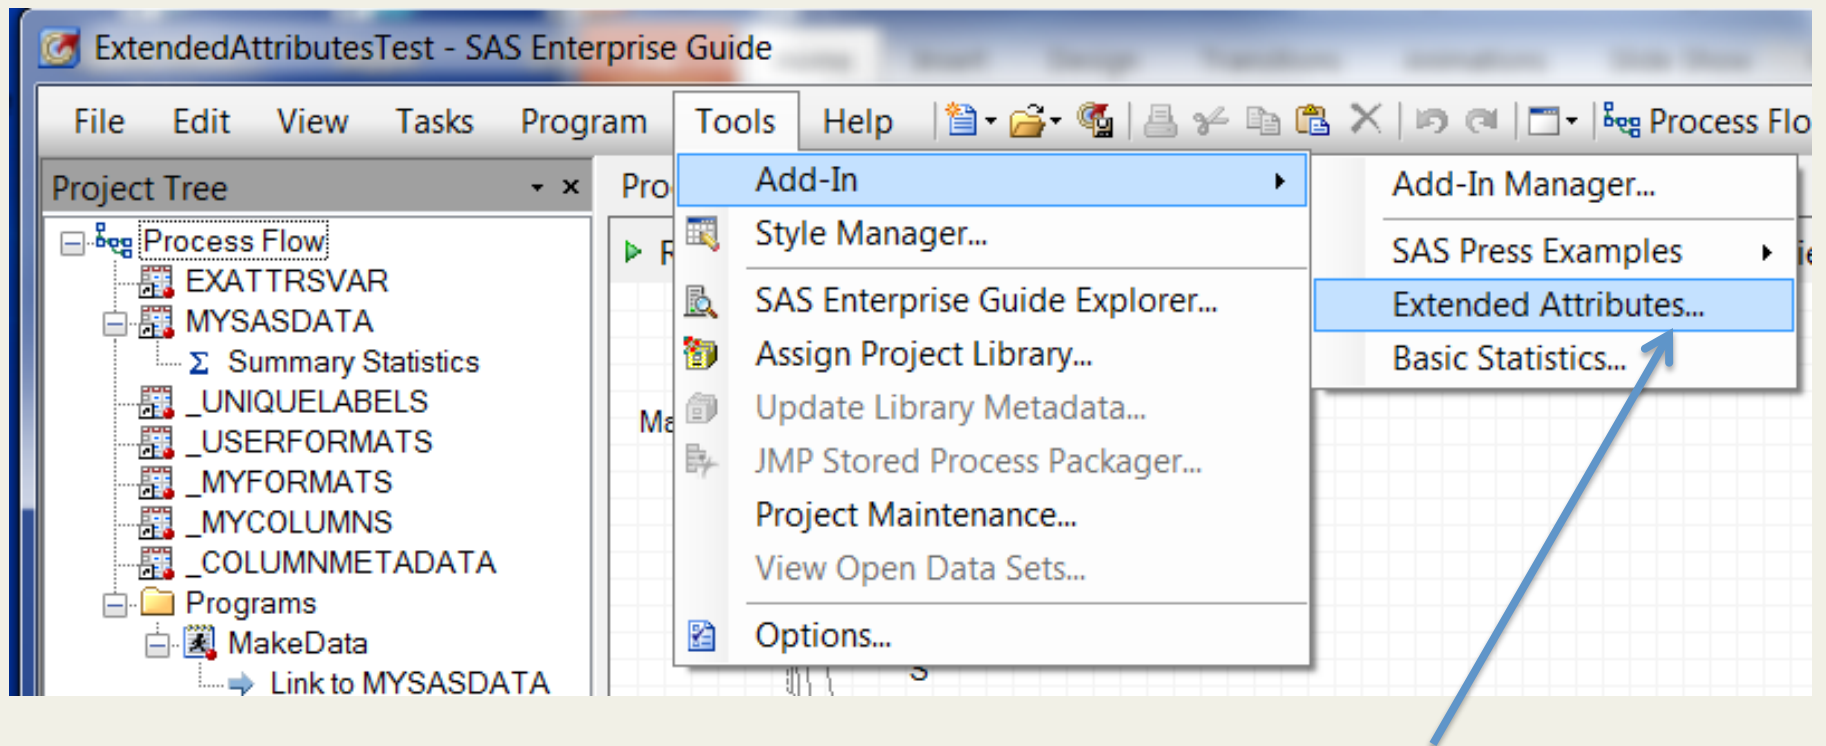 ExtendedAttributesTest - SAS Enterprise Guide
File Edit View Tasks Program Tools Help Process Flo
Project Tree
Process Flow
EXATTRSVAR
MYSASDATA
Σ Summary Statistics
_UNIQUELABELS
_USERFORMATS
_MYFORMATS
_MYCOLUMNS
_COLUMNMETADATA
Programs
MakeData
Link to MYSASDATA
Pro
R
Ma
Add-In
Style Manager...
SAS Enterprise Guide Explorer...
Assign Project Library...
Update Library Metadata...
JMP Stored Process Packager...
Project Maintenance...
View Open Data Sets...
Options...
Add-In Manager...
SAS Press Examples
Extended Attributes...
Basic Statistics...